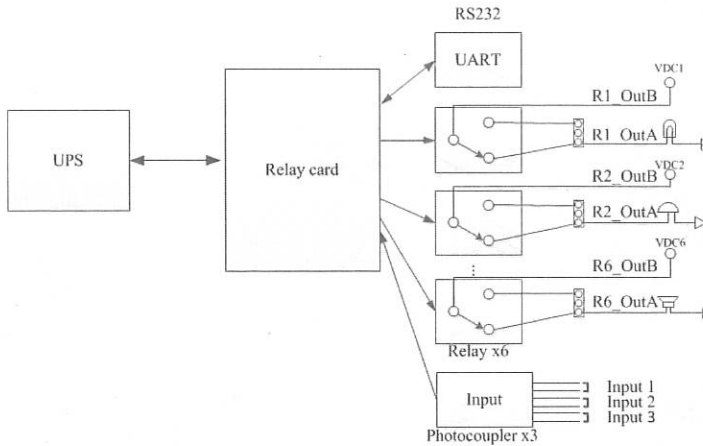 RS232
UART
VDC1
R1_OutB
R1_OutA
UPS
Relay card
VDC2
R2_OutB
R2_OutA
VDC6
R6_OutB
R6_OutA
Relay x6
Input
Input 1
Input 2
Input 3
Photocoupler x3